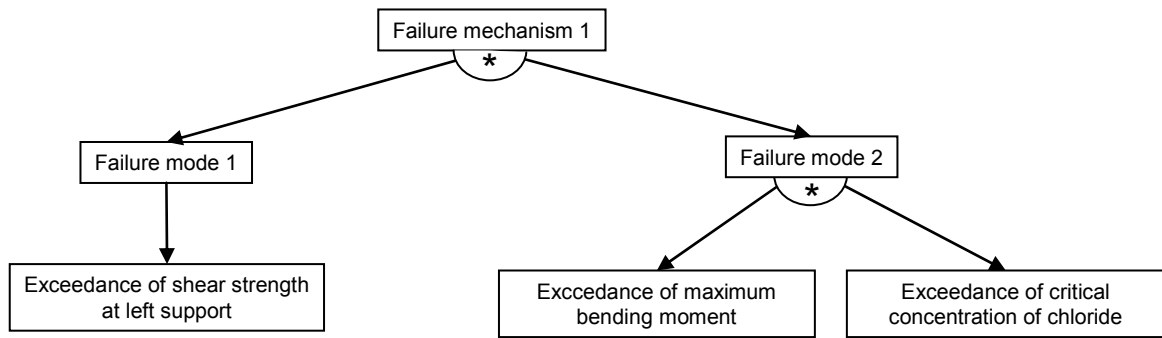 Failure mechanism 1
*
Failure mode 1
Failure mode 2
*
Exceedance of shear strength
at left support
Exccedance of maximum
bending moment
Exceedance of critical
concentration of chloride